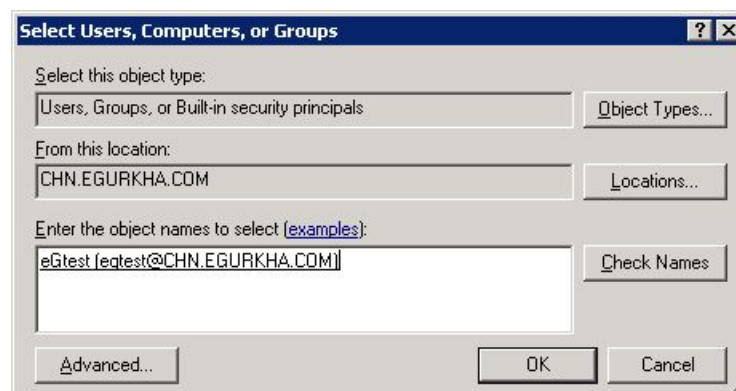 Select Users, Computers, or Groups
Select this object type:
Users, Groups, or Built-in security principals
Object Types...
From this location:
CHN.EGURKHA.COM
Locations...
Enter the object names to select (examples):
eGtest (egtest@CHN.EGURKHA.COM)
Check Names
Advanced...
OK
Cancel